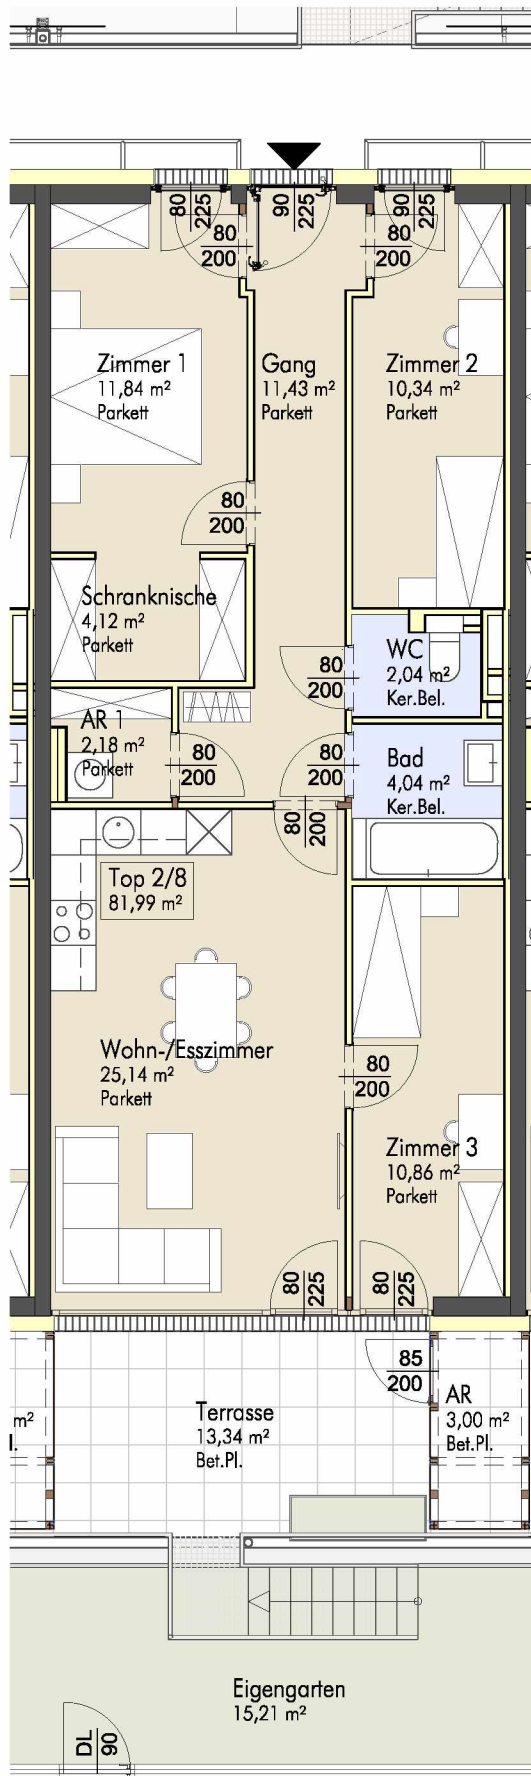 80
225
90
225
90
225
80
200
80
200
Zimmer 1
11,84 m²
Parkett
Gang
11,43 m²
Parkett
Zimmer 2
10,34 m²
Parkett
80
200
Schranknische
4,12 m²
Parkett
WC
2,04 m²
Ker.Bel.
80
200
AR 1
2,18 m²
Parkett
80
200
80
200
Bad
4,04 m²
Ker.Bel.
80
200
Top 2/8
81,99 m²
Wohn-/Esszimmer
25,14 m²
Parkett
80
200
Zimmer 3
10,86 m²
Parkett
80
225
80
225
85
200
m²
l.
Terrasse
13,34 m²
Bet.Pl.
AR
3,00 m²
Bet.Pl.
Eigengarten
15,21 m²
DL
90